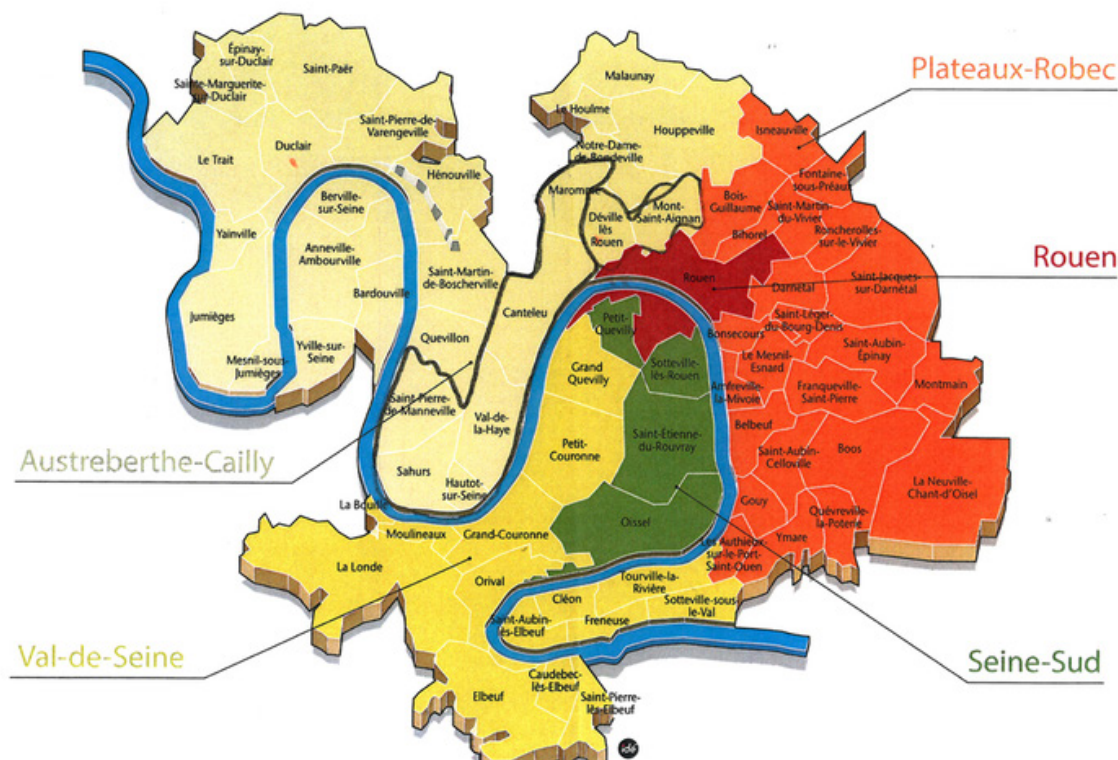 Épinay-
sur-Duclair
Saint-Paër
Sainte-Marguerite-
sur-Duclair
Saint-Pierre-de-
Varengeville
Le Trait
Duclair
Hénouville
Berville-
sur-Seine
Yainville
Anneville-
Ambourville
Bardouville
Saint-Martin-
de-Boscherville
Jumièges
Quevillon
Canteleu
Yville-sur-
Seine
Mesnil-sous-
Jumièges
Saint-Pierre-
de-Manneville
Val-de-
la-Haye
Sahurs
Hautot-
sur-Seine
Malaunay
Le Houlme
Houppeville
Notre-Dame-
de-Bondeville
Maromme
Déville
lès
Rouen
Mont-
Saint-Aignan
Plateaux-Robec
Isneauville
Fontaine-
sous-Préaux
Bois-
Guillaume
Saint-Martin-
du-Vivier
Bihorel
Roncherolles-
sur-le-Vivier
Rouen
Rouen
Darnétal
Saint-Jacques-
sur-Darnétal
Saint-Léger-
du-Bourg-Denis
Bonsecours
Le Mesnil-
Esnard
Saint-Aubin-
Épinay
Amfreville-
la-Mivoie
Franqueville-
Saint-Pierre
Montmain
Belbeuf
Saint-Aubin-
Celloville
Boos
La Neuville-
Chant-d'Oisel
Gouy
Quévreville-
la-Poterie
Ymare
Les Authieux-
sur-le-Port-
Saint-Ouen
Petit-
Quevilly
Sotteville-
lès-Rouen
Grand
Quevilly
Petit-
Couronne
Saint-Étienne-
du-Rouvray
Oissel
Austreberthe-Cailly
La Bouille
Moulineaux
Grand-Couronne
La Londe
Orival
Tourville-la-
Rivière
Cléon
Sotteville-sous-
le-Val
Saint-Aubin-
lès-Elbeuf
Freneuse
Val-de-Seine
Seine-Sud
Caudebec-
lès-Elbeuf
Elbeuf
Saint-Pierre-
lès-Elbeuf
idé